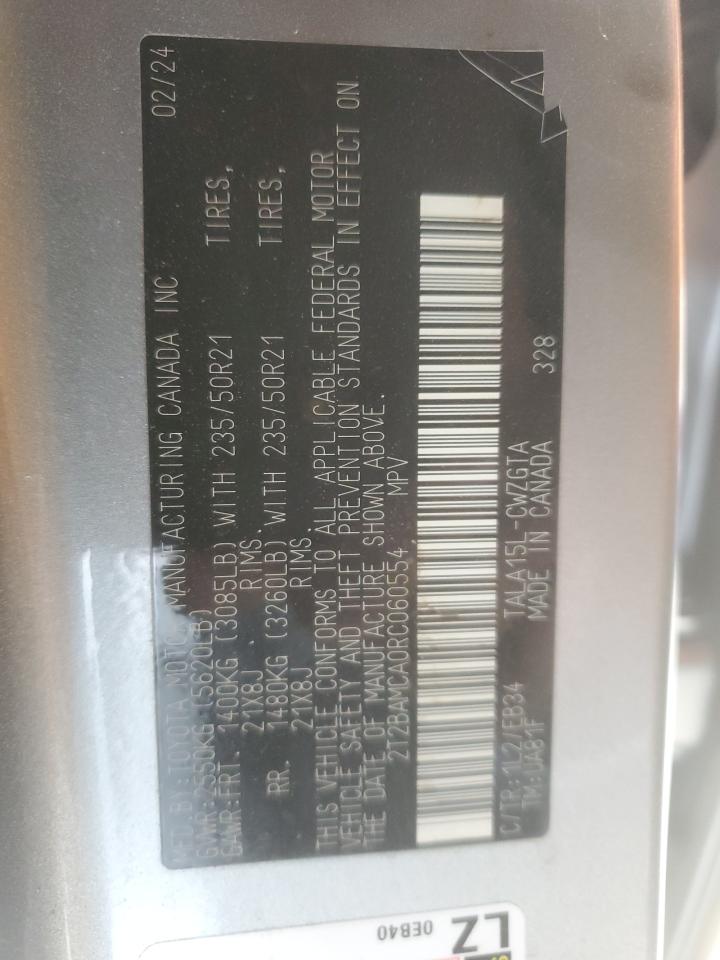 MFD.BY:TOYOTA MOTOR MANUFACTURING CANADA INC 02/24
GVWR:2550KG (5620LB)
GAWR:FRT. 1400KG (3085LB) WITH 235/50R21 TIRES,
21X8J RIMS.
RR. 1480KG (3260LB) WITH 235/50R21 TIRES,
21X8J RIMS
THIS VEHICLE CONFORMS TO ALL APPLICABLE FEDERAL MOTOR
VEHICLE SAFETY AND THEFT PREVENTION STANDARDS IN EFFECT ON
THE DATE OF MANUFACTURE SHOWN ABOVE.
2T2BAMCA0RC060554 MPV
C/TR:1L2/EB34 TALA15L-CWZGTA
TM:UA81F MADE IN CANADA 328
LZ
0EB40